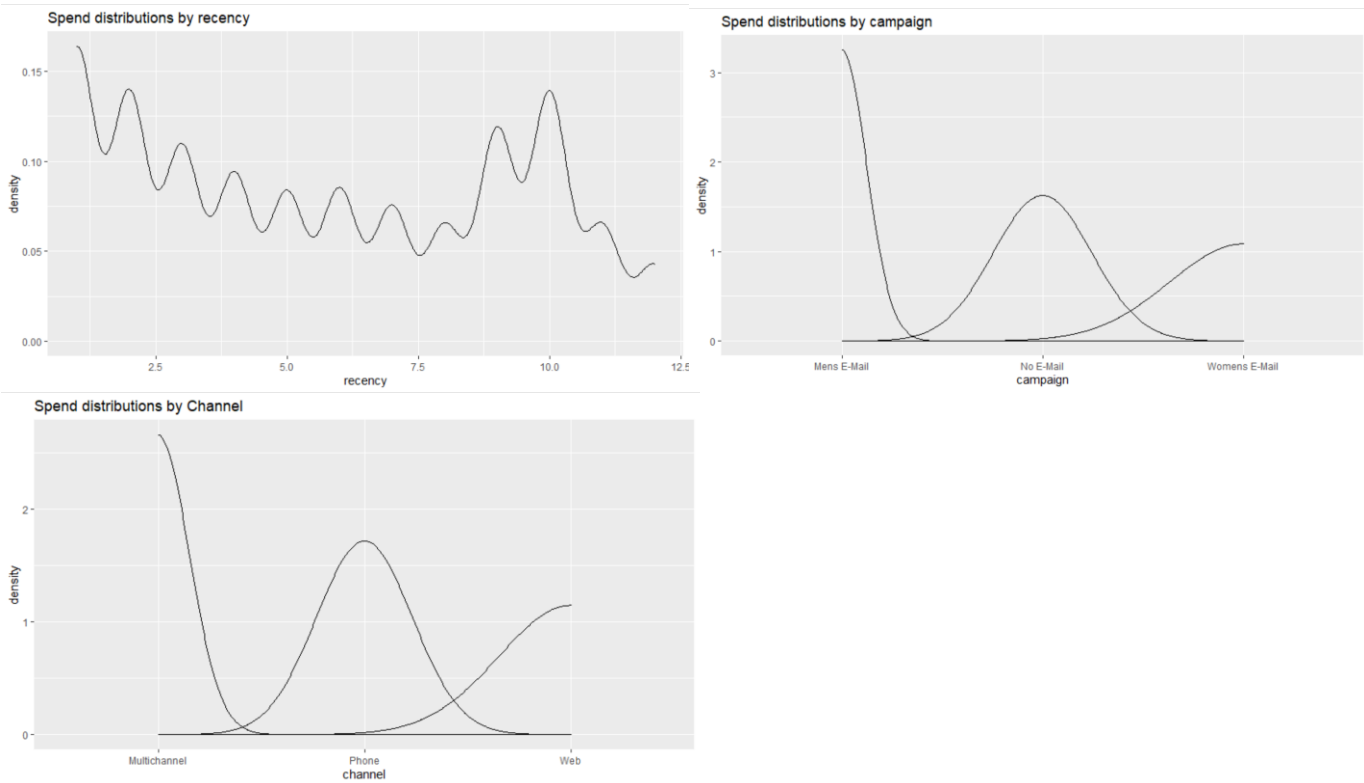 Spend distributions by recency
density
0.15
0.10
0.05
0.00
2.5 5.0 7.5 10.0 12.5
recency
Spend distributions by campaign
density
3
2
1
0
Mens E-Mail No E-Mail Womens E-Mail
campaign
Spend distributions by Channel
density
2
1
0
Multichannel Phone Web
channel